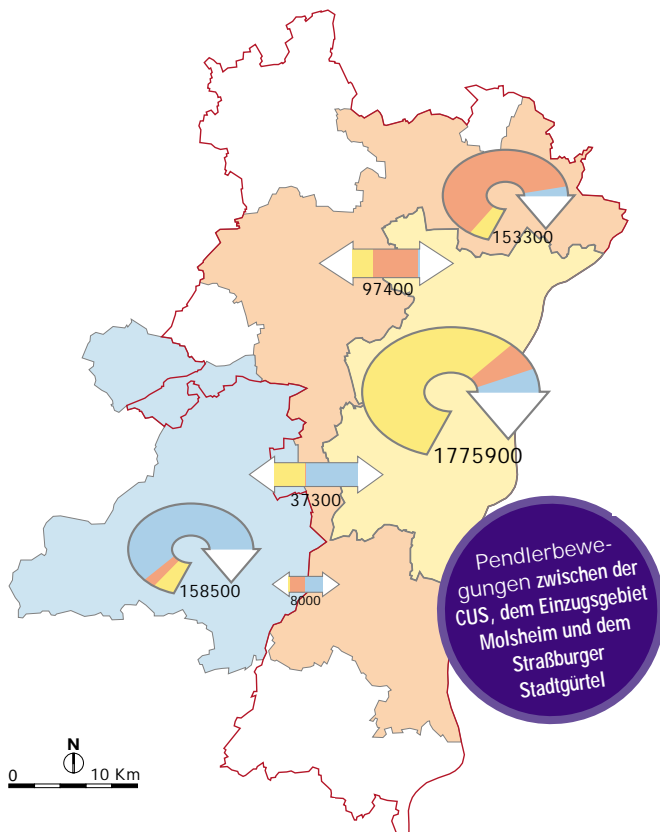 153300
97400
1775900
37300
158500
8000
Pendlerbewe-
gungen zwischen der
CUS, dem Einzugsgebiet
Molsheim und dem
Straßburger
Stadtgürtel
N
0 10 Km